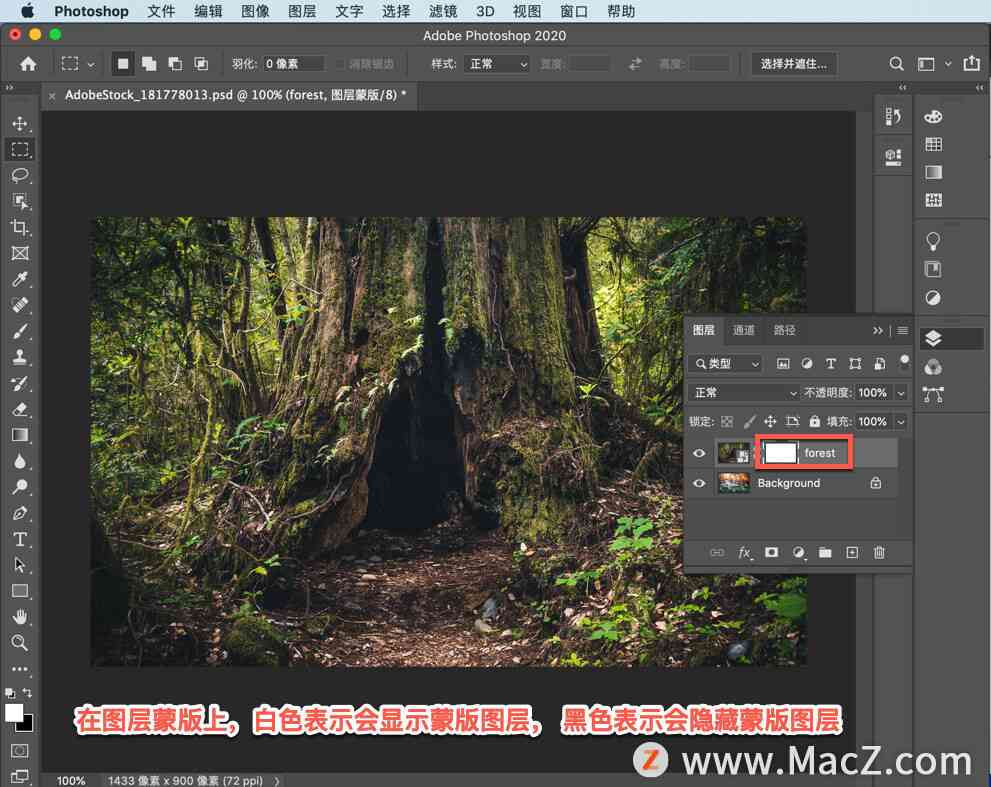 Photoshop 文件 编辑 图像 图层 文字 选择 滤镜 3D 视图 窗口 帮助
Adobe Photoshop 2020
羽化: 0 像素 消除锯齿 样式: 正常 宽度: 高度: 选择并遮住...
AdobeStock_181778013.psd @ 100% (forest, 图层蒙版/8) *
图层 通道 路径
类型
正常 不透明度: 100%
锁定: 填充: 100%
forest
Background
在图层蒙版上，白色表示会显示蒙版图层， 黑色表示会隐藏蒙版图层
Z www.MacZ.com
100% 1433 像素 x 900 像素 (72 ppi)